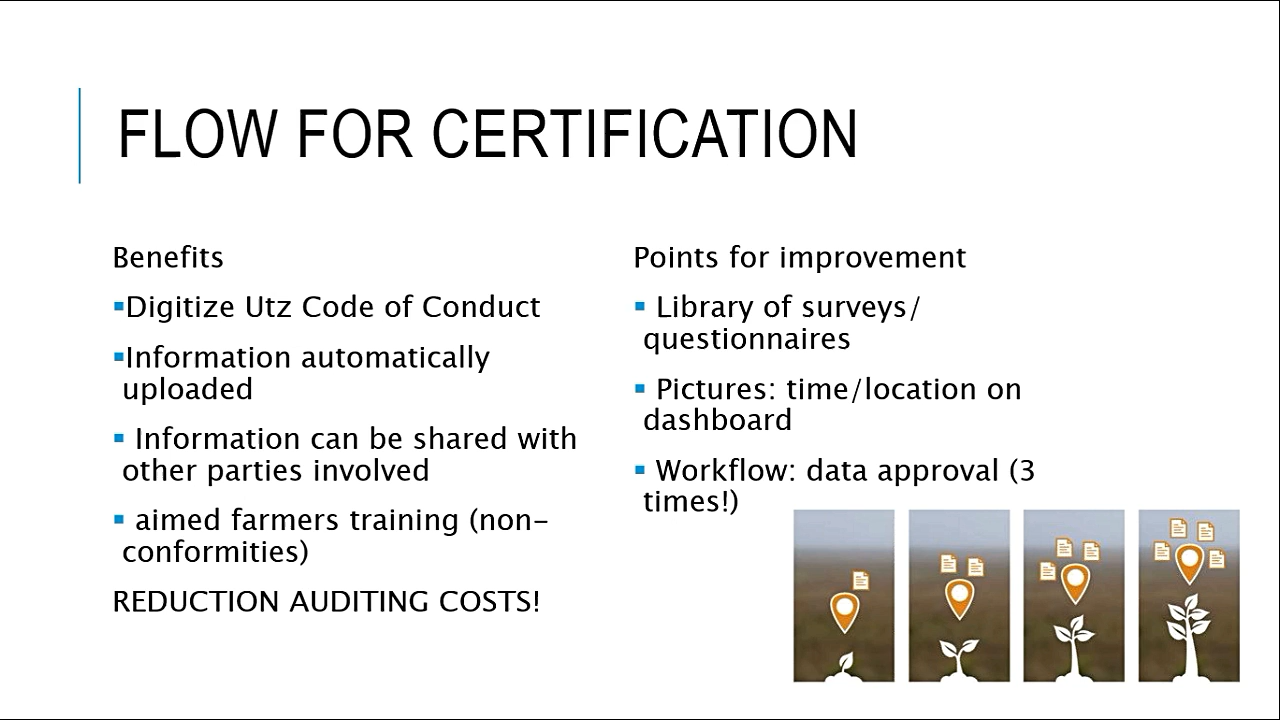 FLOW FOR CERTIFICATION
Benefits
▪Digitize Utz Code of Conduct
▪Information automatically
uploaded
▪ Information can be shared with
other parties involved
▪ aimed farmers training (non-
conformities)
REDUCTION AUDITING COSTS!
Points for improvement
▪ Library of surveys/
questionnaires
▪ Pictures: time/location on
dashboard
▪ Workflow: data approval (3
times!)